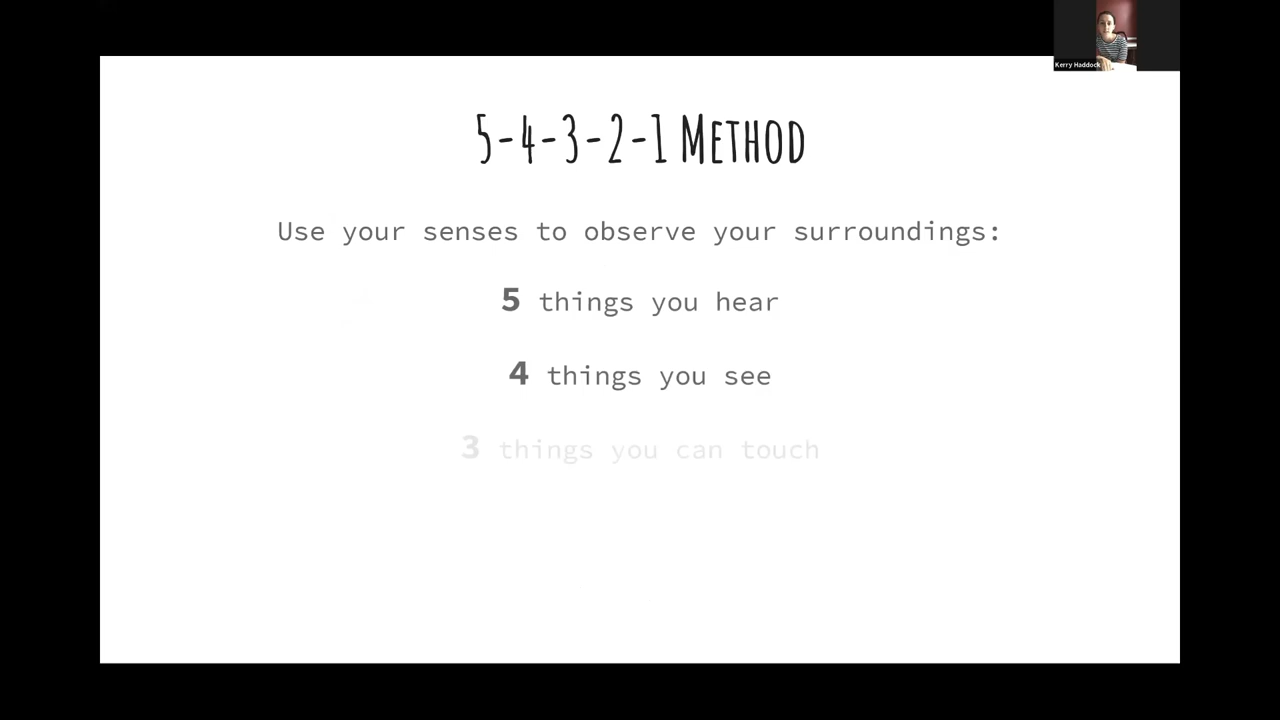 Kerry Haddock
5-4-3-2-1 Method
Use your senses to observe your surroundings:
5 things you hear
4 things you see
3 things you can touch